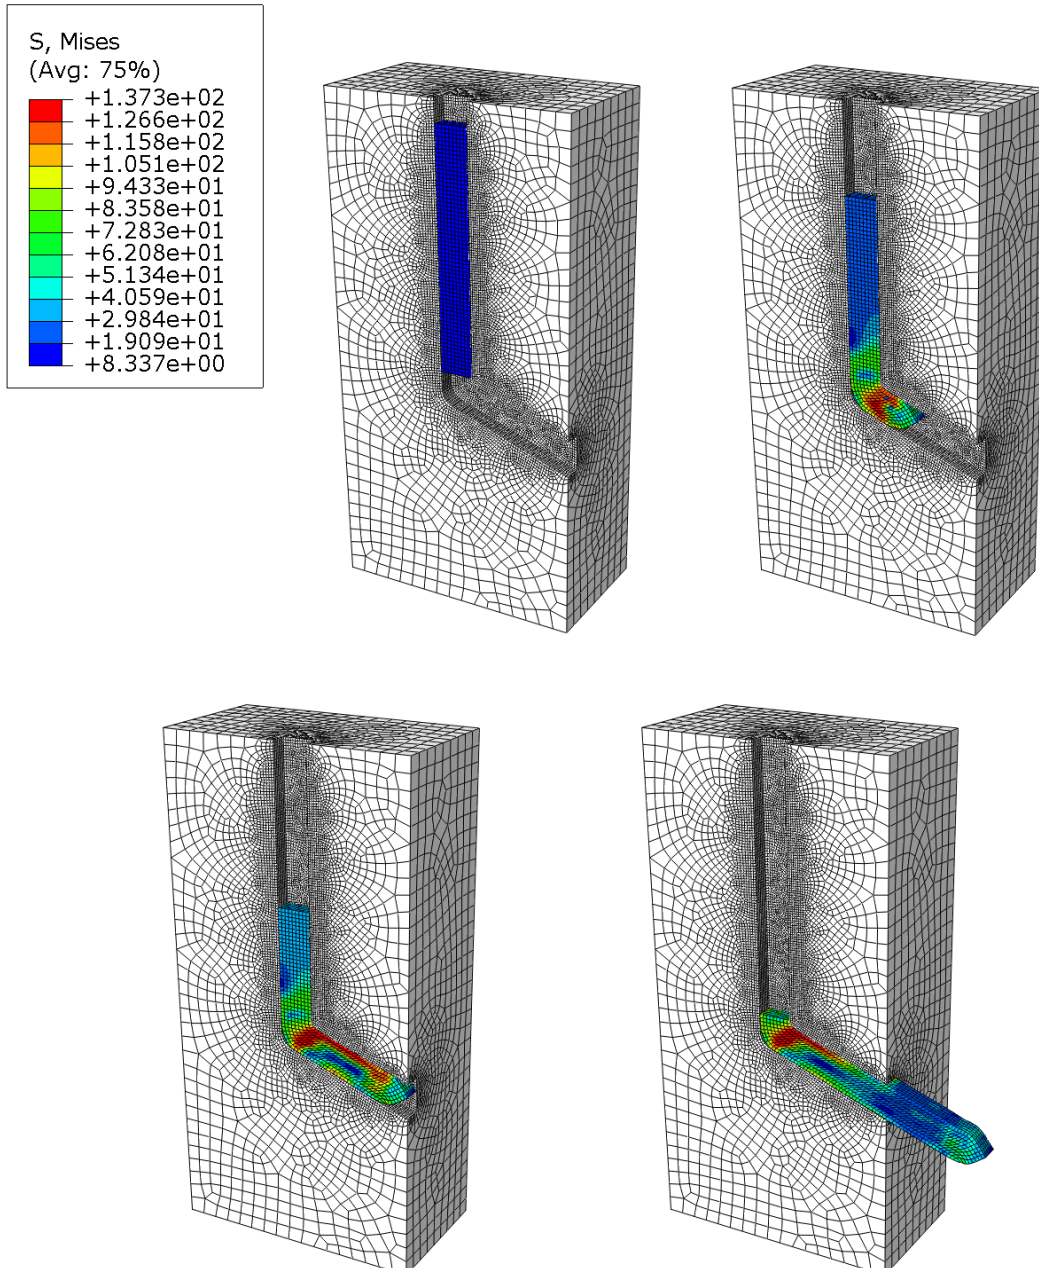 S, Mises
(Avg: 75%)
+1.373e+02
+1.266e+02
+1.158e+02
+1.051e+02
+9.433e+01
+8.358e+01
+7.283e+01
+6.208e+01
+5.134e+01
+4.059e+01
+2.984e+01
+1.909e+01
+8.337e+00